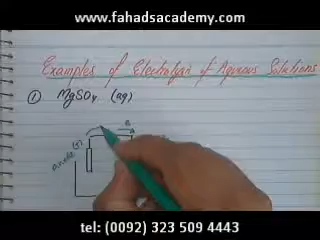 www.fahadsacademy.com
Examples of Electrolysis of Aqueous Solutions
① MgSO4 (aq)
(+)
anode
tel: (0092) 323 509 4443